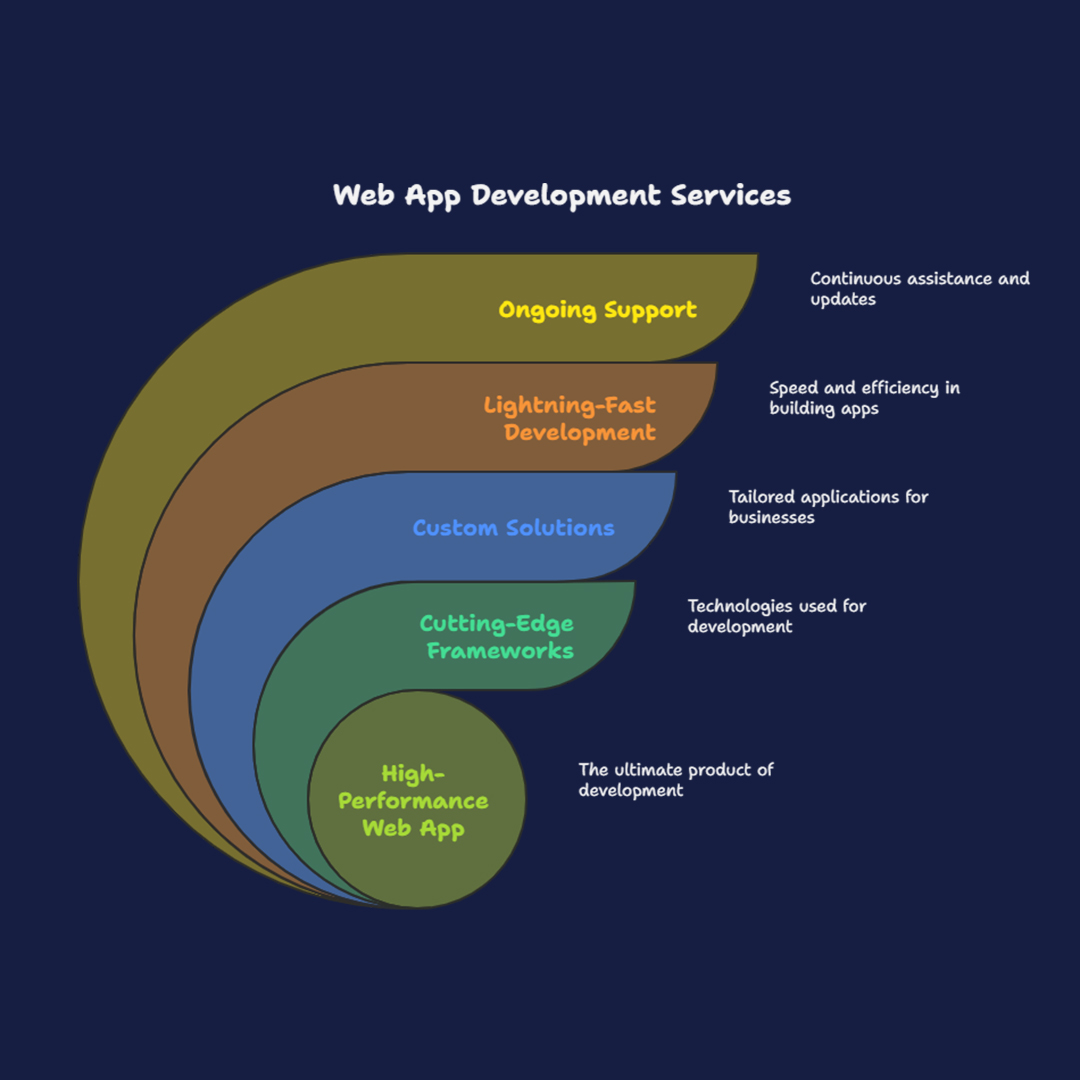 Web App Development Services
Ongoing Support
Continuous assistance and
updates
Lightning-Fast
Development
Speed and efficiency in
building apps
Custom Solutions
Tailored applications for
businesses
Cutting-Edge
Frameworks
Technologies used for
development
High-
Performance
Web App
The ultimate product of
development